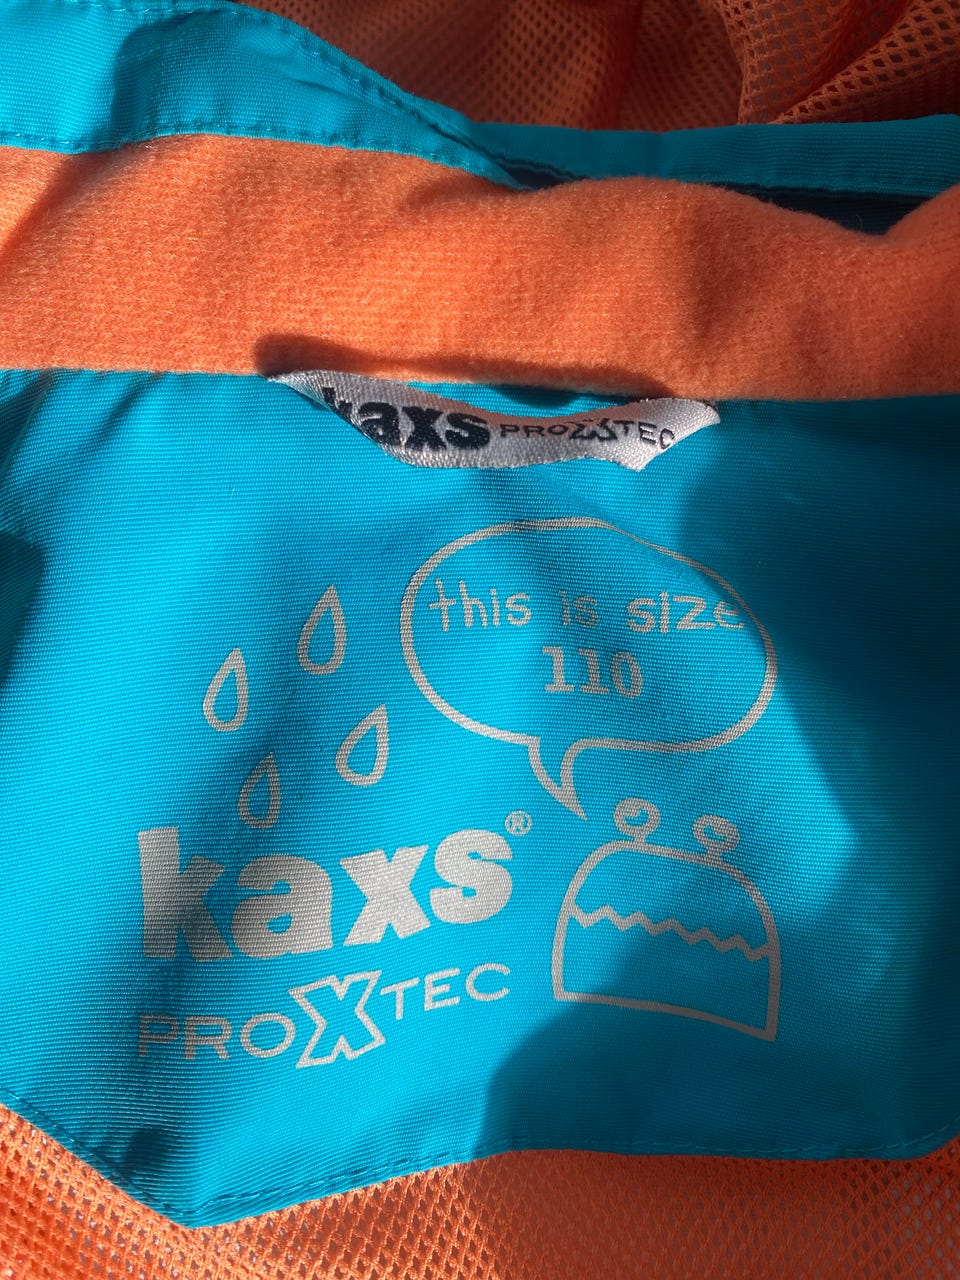 kaxs PROXTEC
this is size
110
kaxs®
PROXTEC